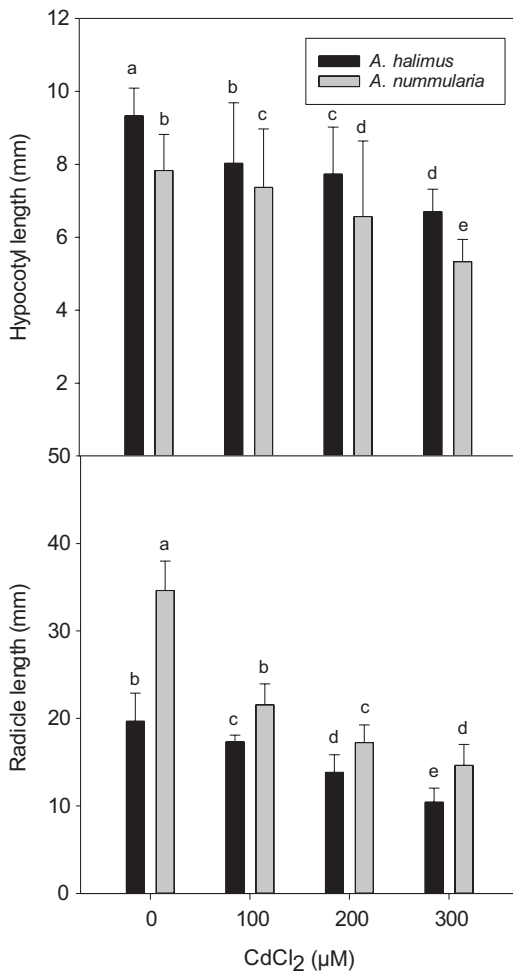 12
10
8
6
4
2
Hypocotyl length (mm)
A. halimus
A. nummularia
a
b
b
c
c
d
d
e
50
40
30
20
10
0
Radicle length (mm)
b
a
c
b
d
c
e
d
0 100 200 300
CdCl2 (µM)